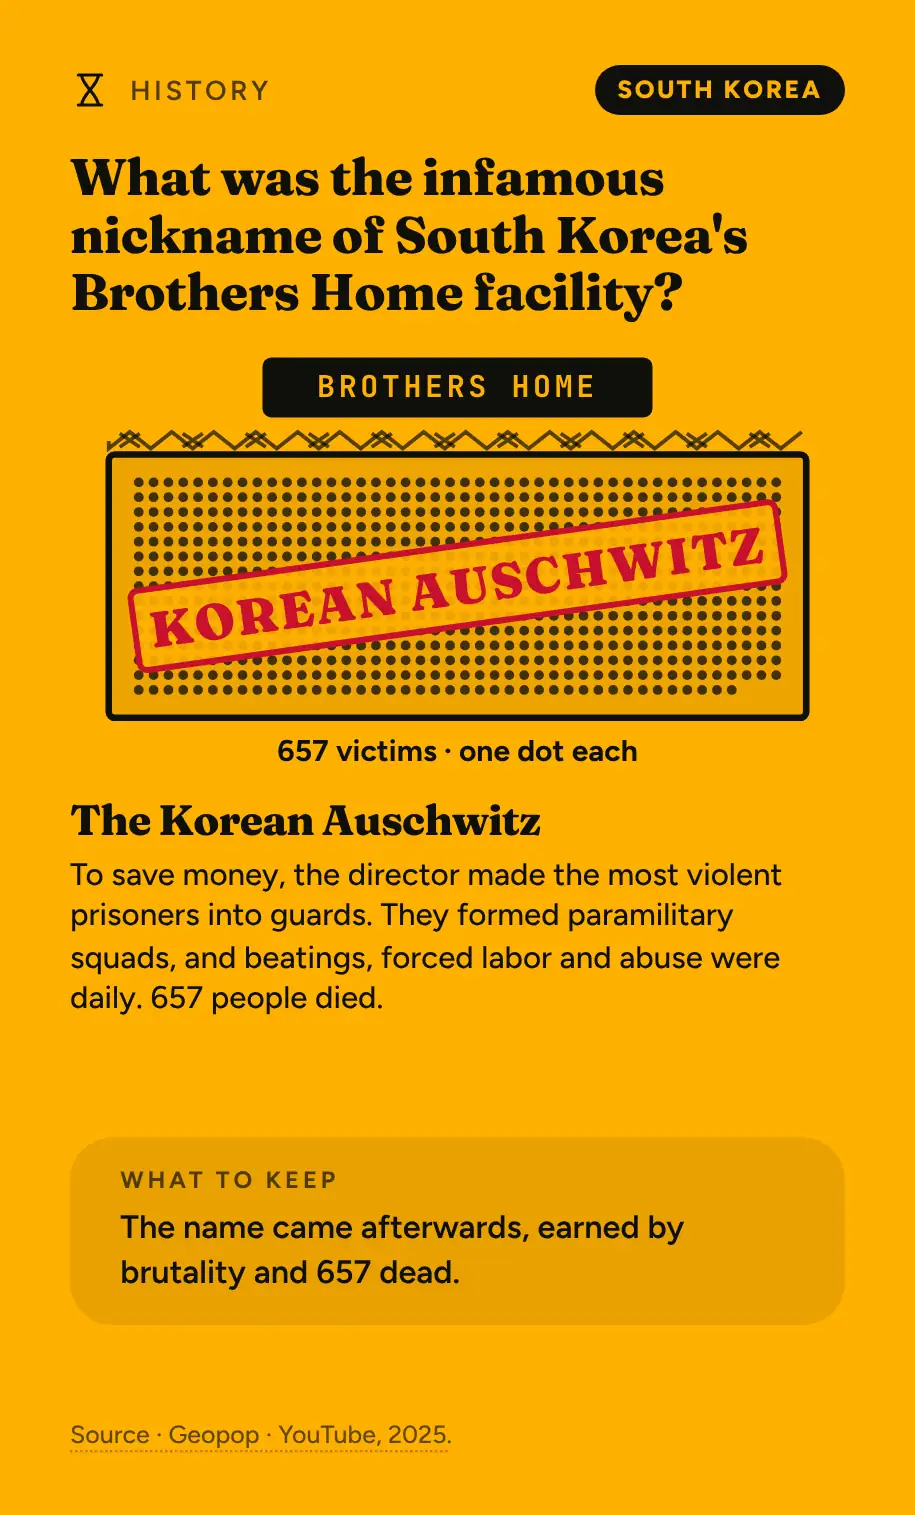 HISTORY
SOUTH KOREA
What was the infamous
nickname of South Korea's
Brothers Home facility?
BROTHERS HOME
KOREAN AUSCHWITZ
657 victims · one dot each
The Korean Auschwitz
To save money, the director made the most violent
prisoners into guards. They formed paramilitary
squads, and beatings, forced labor and abuse were
daily. 657 people died.
WHAT TO KEEP
The name came afterwards, earned by
brutality and 657 dead.
Source · Geopop · YouTube, 2025.